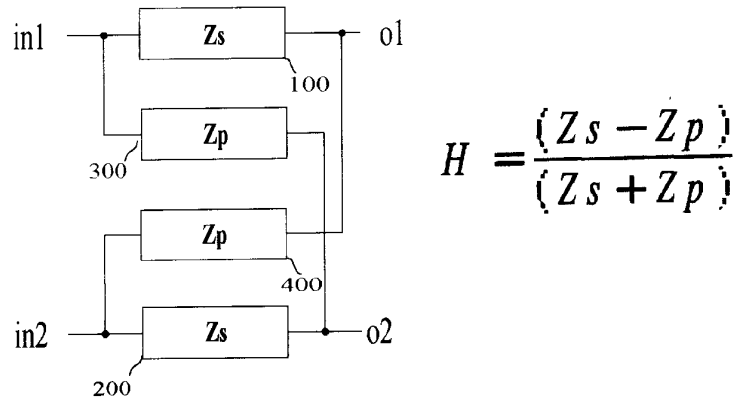 in1 Zs o1
100
Zp
300
Zp
400
in2 Zs o2
200
H = (Zs − Zp) / (Zs + Zp)